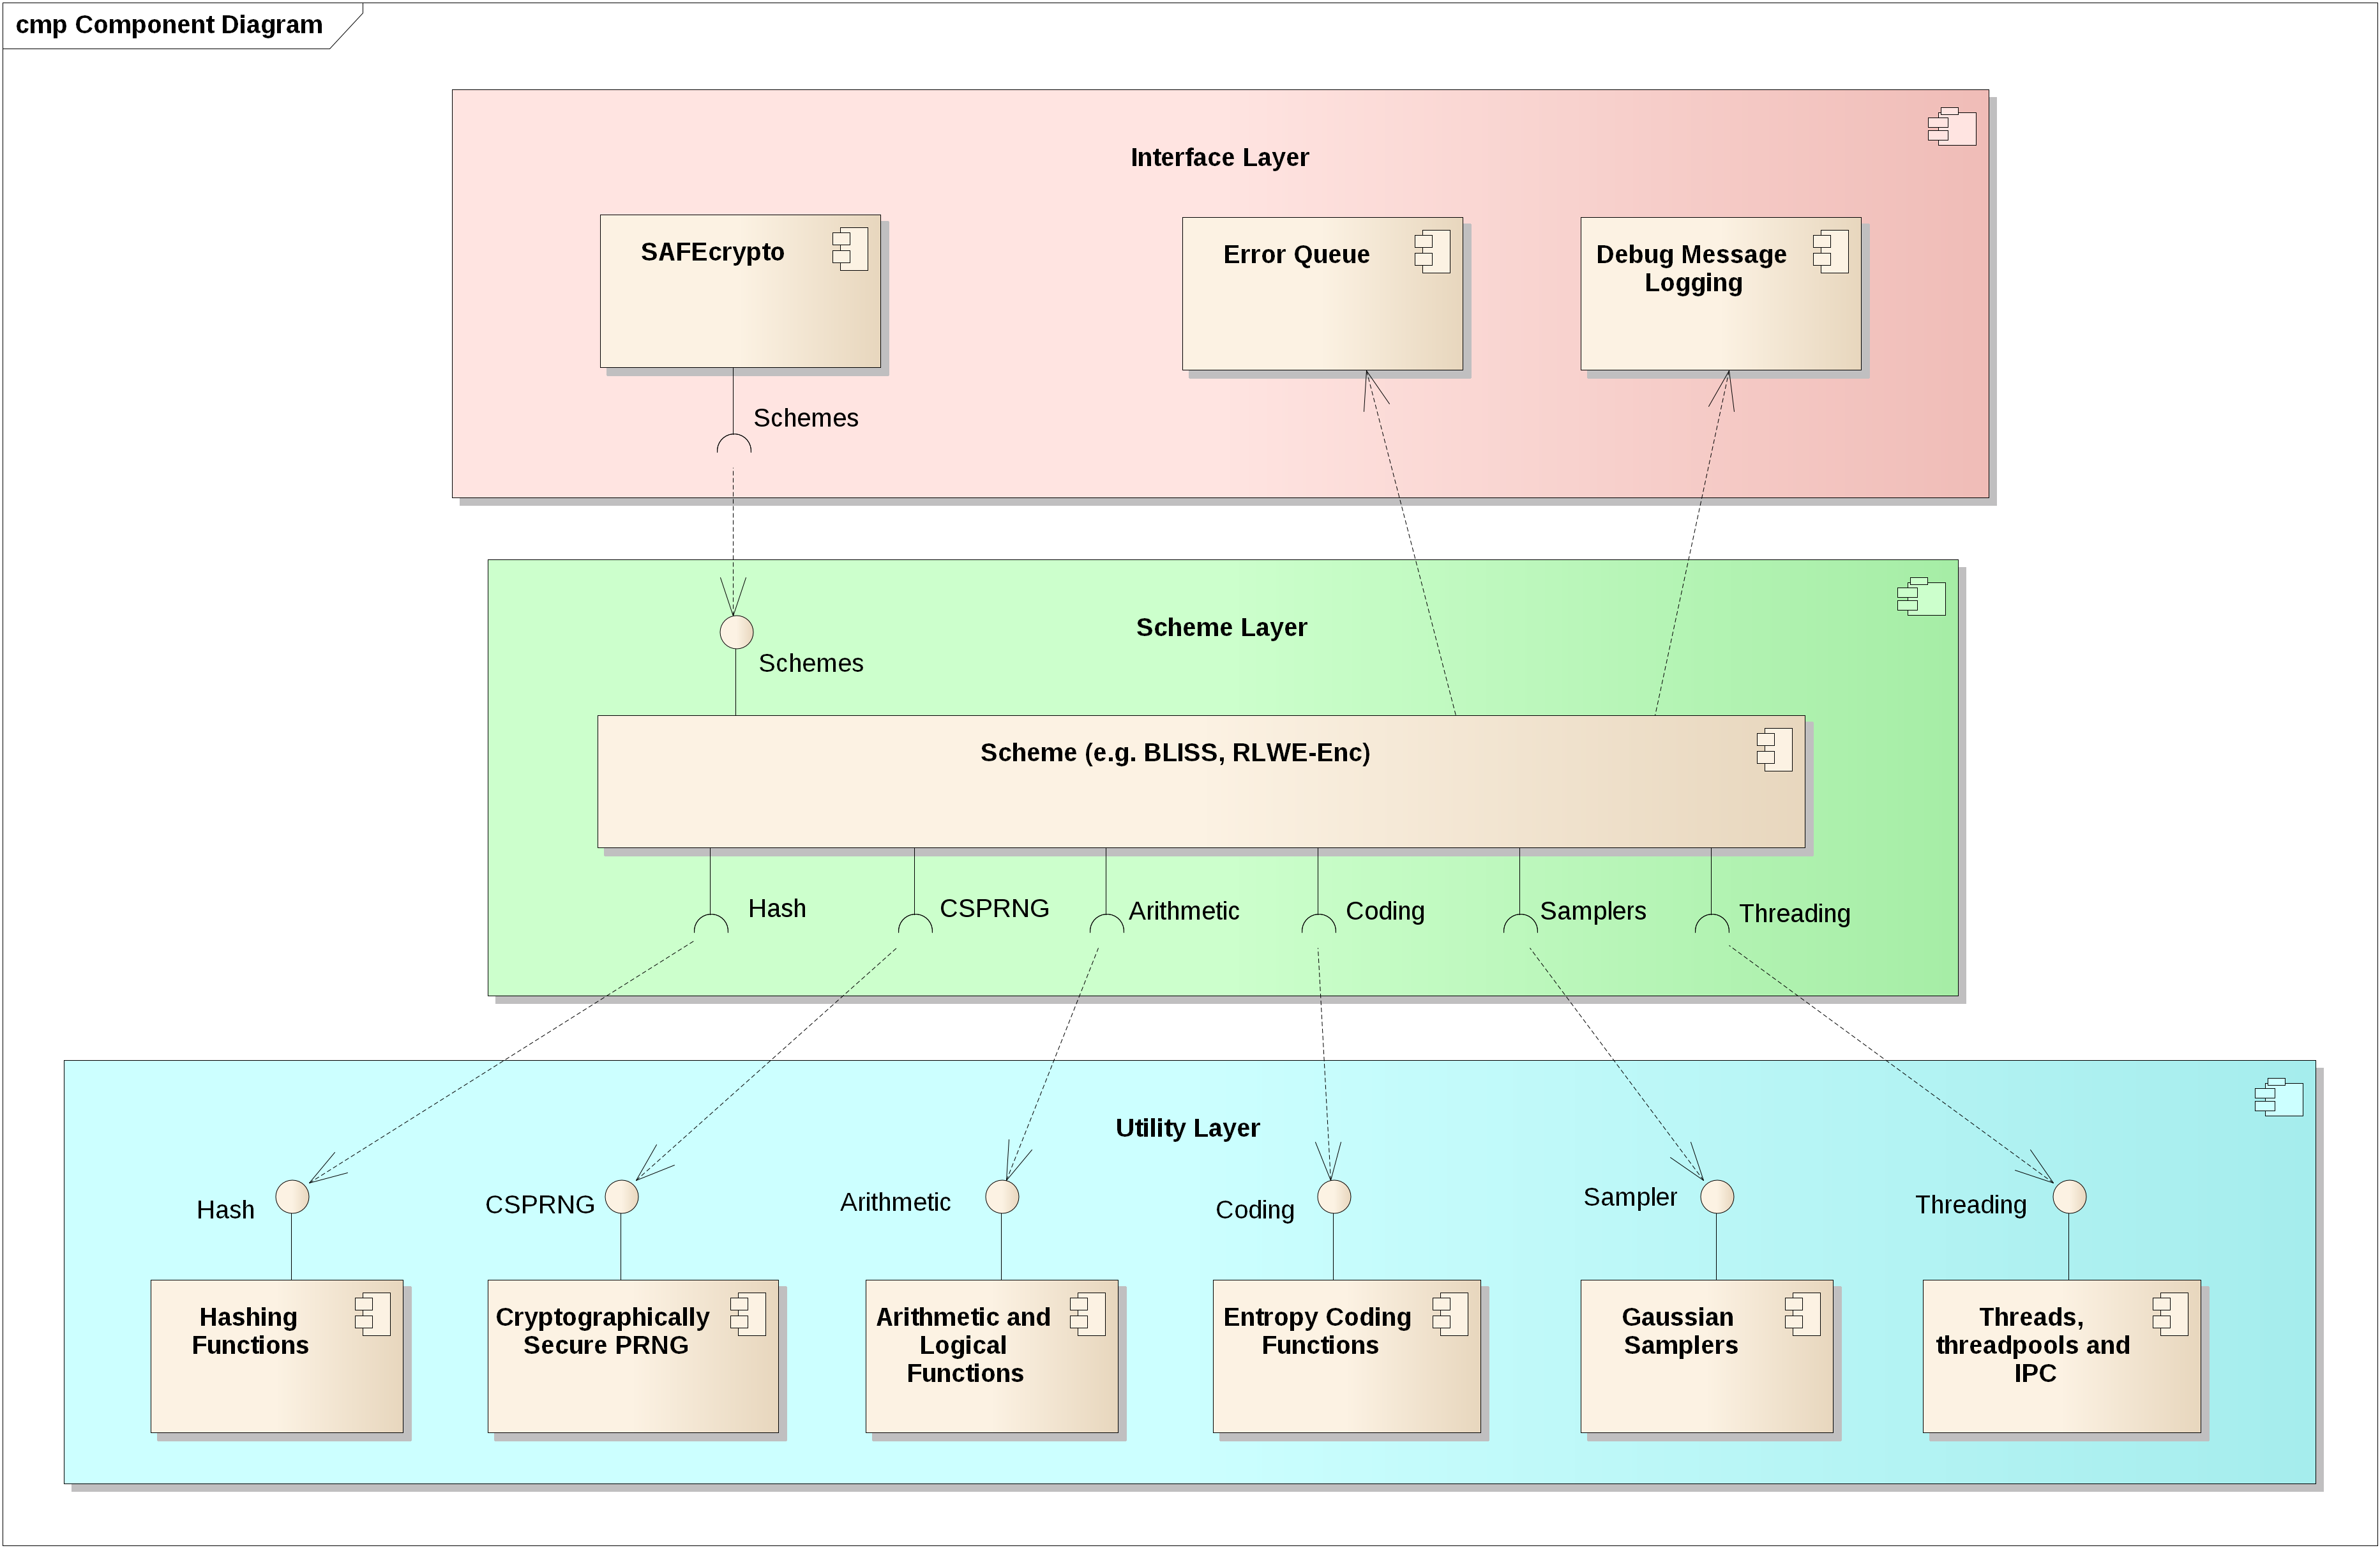 cmp Component Diagram
Interface Layer
SAFEcrypto
Error Queue
Debug Message
Logging
Schemes
Scheme Layer
Schemes
Scheme (e.g. BLISS, RLWE-Enc)
Hash
CSPRNG
Arithmetic
Coding
Samplers
Threading
Utility Layer
Hash
CSPRNG
Arithmetic
Coding
Sampler
Threading
Hashing
Functions
Cryptographically
Secure PRNG
Arithmetic and
Logical
Functions
Entropy Coding
Functions
Gaussian
Samplers
Threads,
threadpools and
IPC